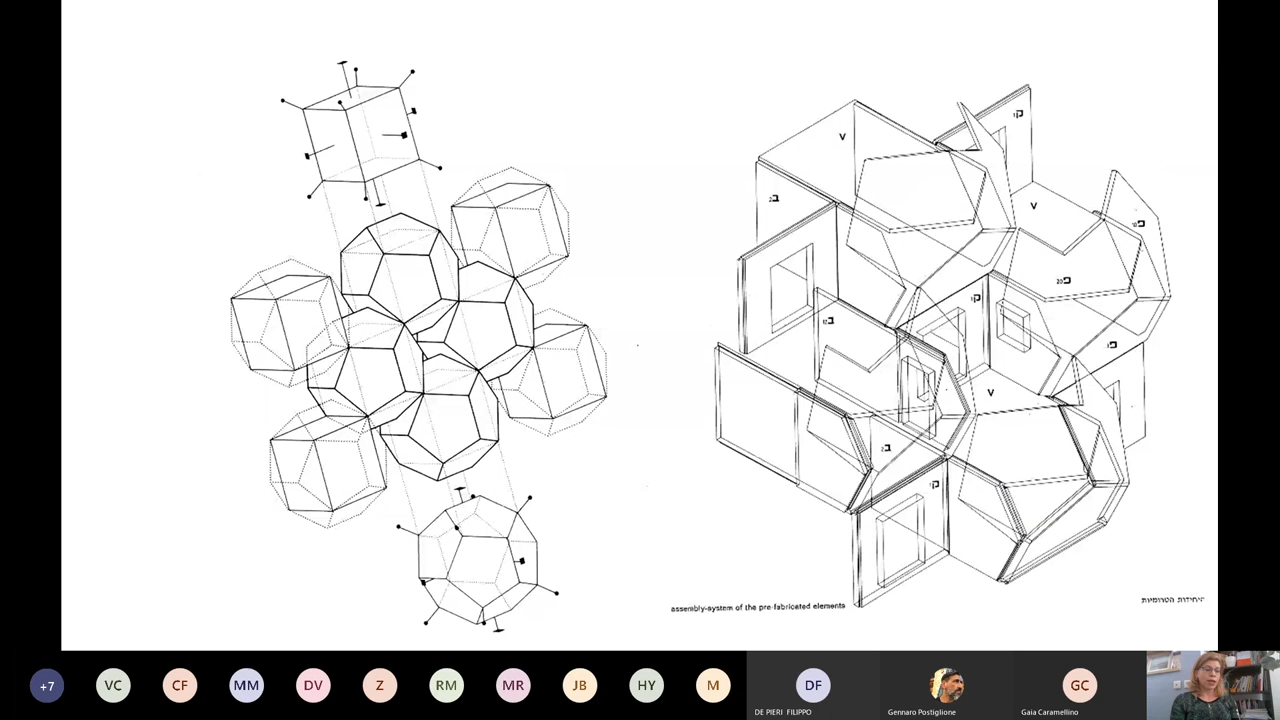 V
V
V
assembly-system of the pre-fabricated elements
היחידות הטרומיות
+7
VC
CF
MM
DV
Z
RM
MR
JB
HY
M
DF
GC
DE PIERI FILIPPO
Gennaro Postiglione
Gaia Caramellino